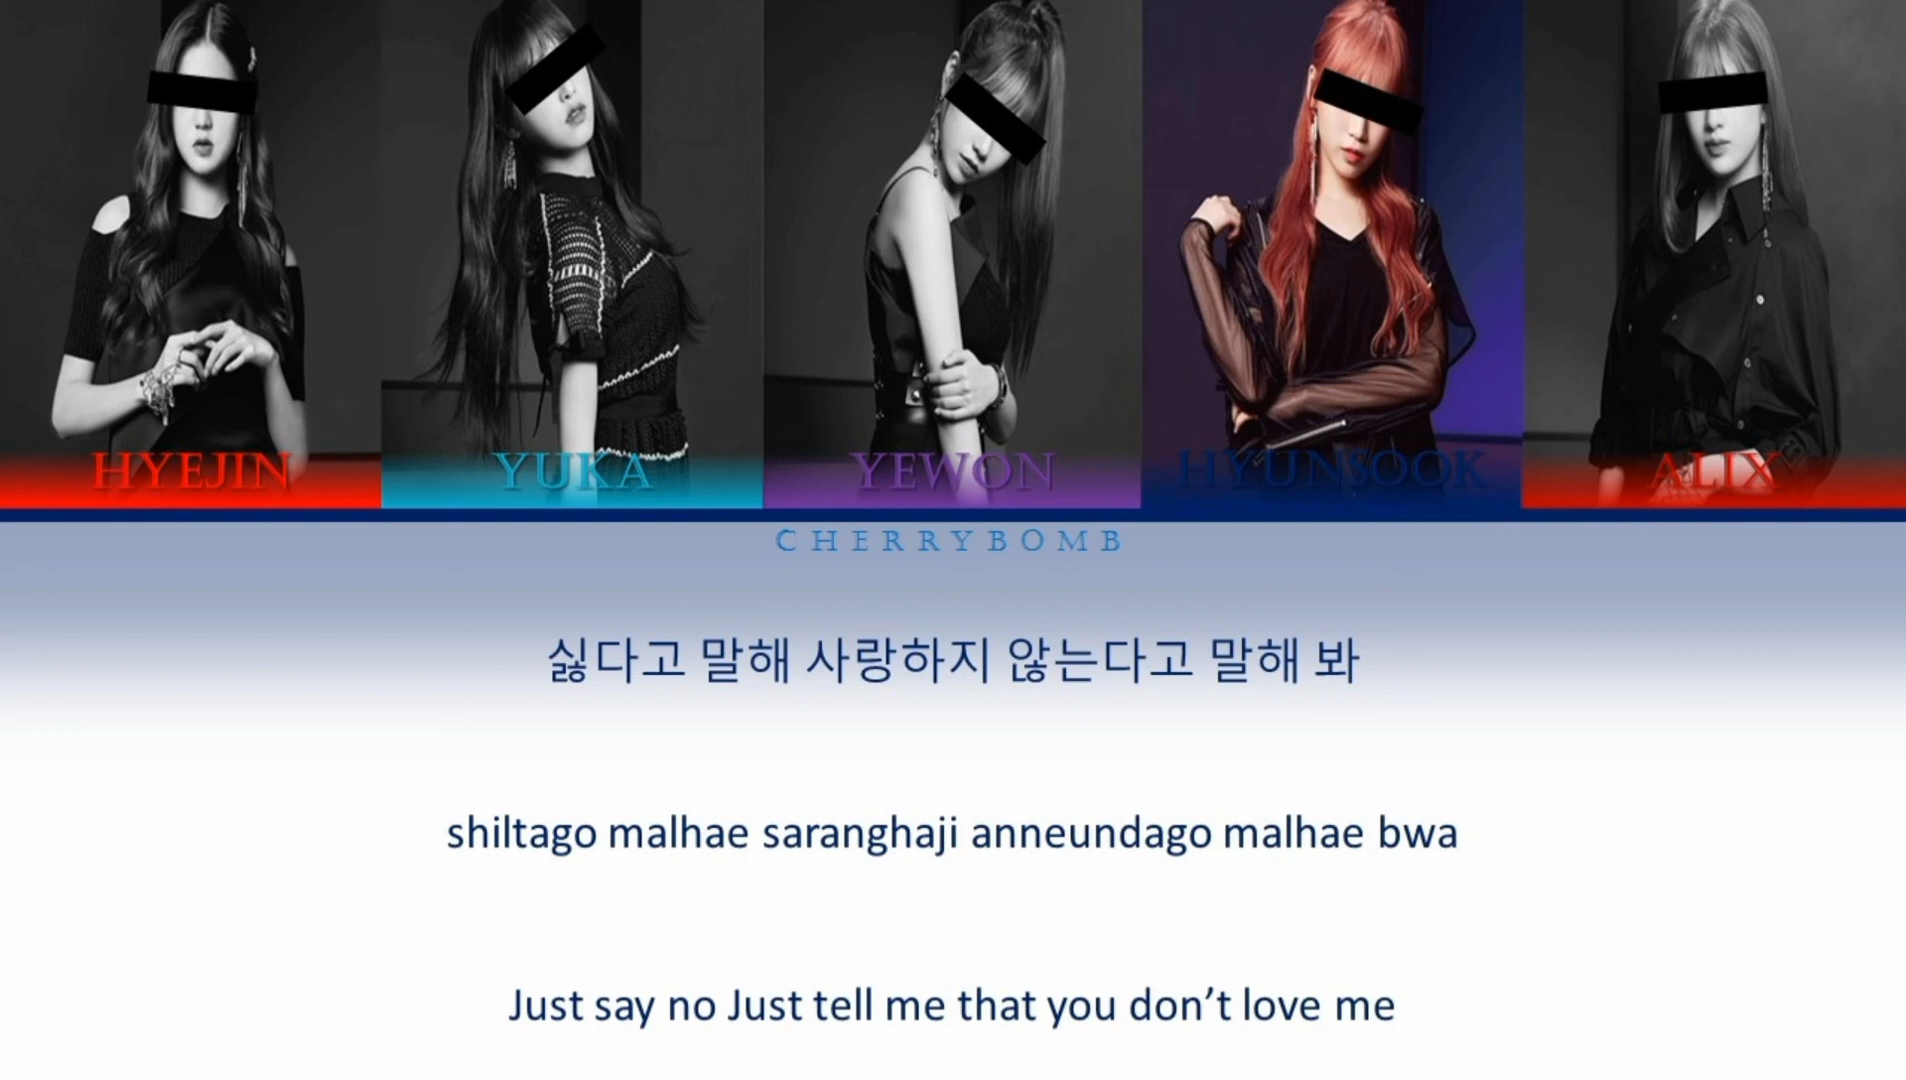 HYEJIN YUKA YEWON HYUNSOOK ALIX
CHERRYBOMB
싫다고 말해 사랑하지 않는다고 말해 봐
shiltago malhae saranghaji anneundago malhae bwa
Just say no Just tell me that you don’t love me